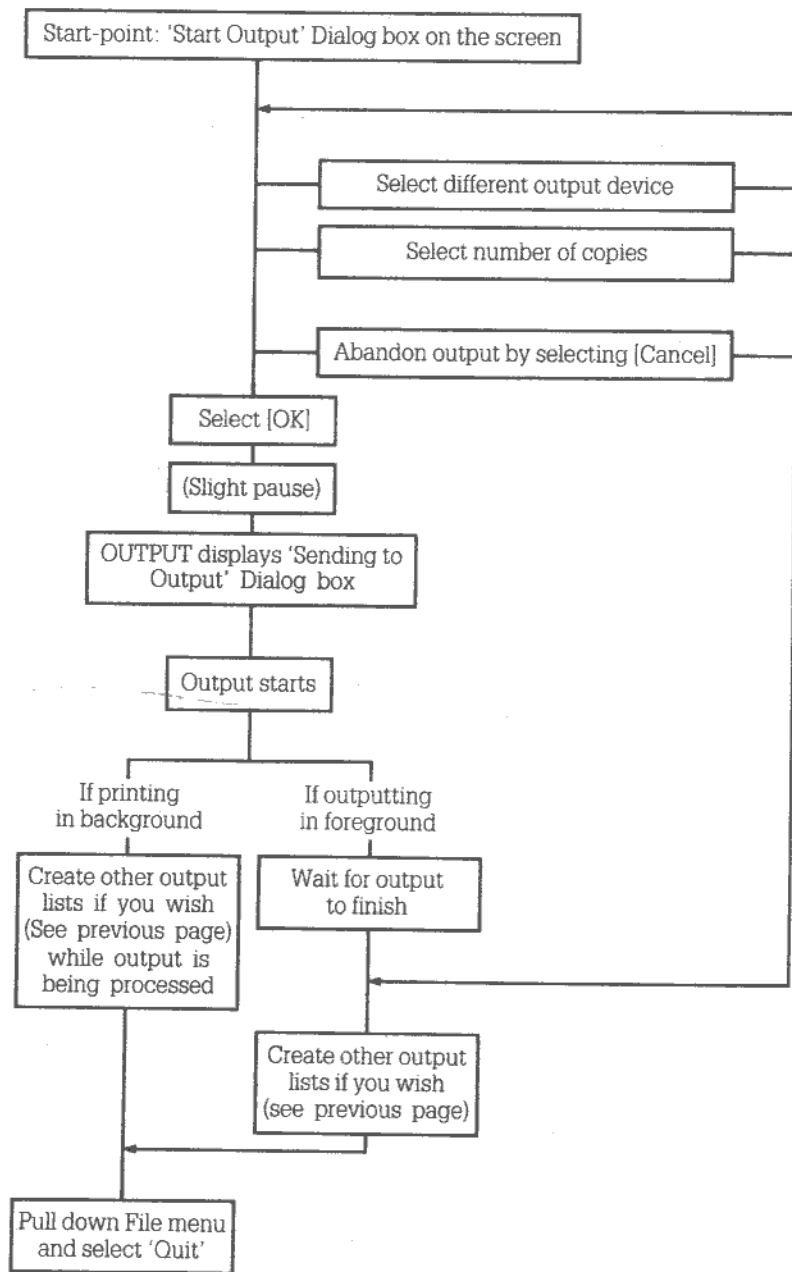 Start-point: 'Start Output' Dialog box on the screen
Select different output device
Select number of copies
Abandon output by selecting [Cancel]
Select [OK]
(Slight pause)
OUTPUT displays 'Sending to
Output' Dialog box
Output starts
If printing
in background
If outputting
in foreground
Create other output
lists if you wish
(See previous page)
while output is
being processed
Wait for output
to finish
Create other output
lists if you wish
(see previous page)
Pull down File menu
and select 'Quit'